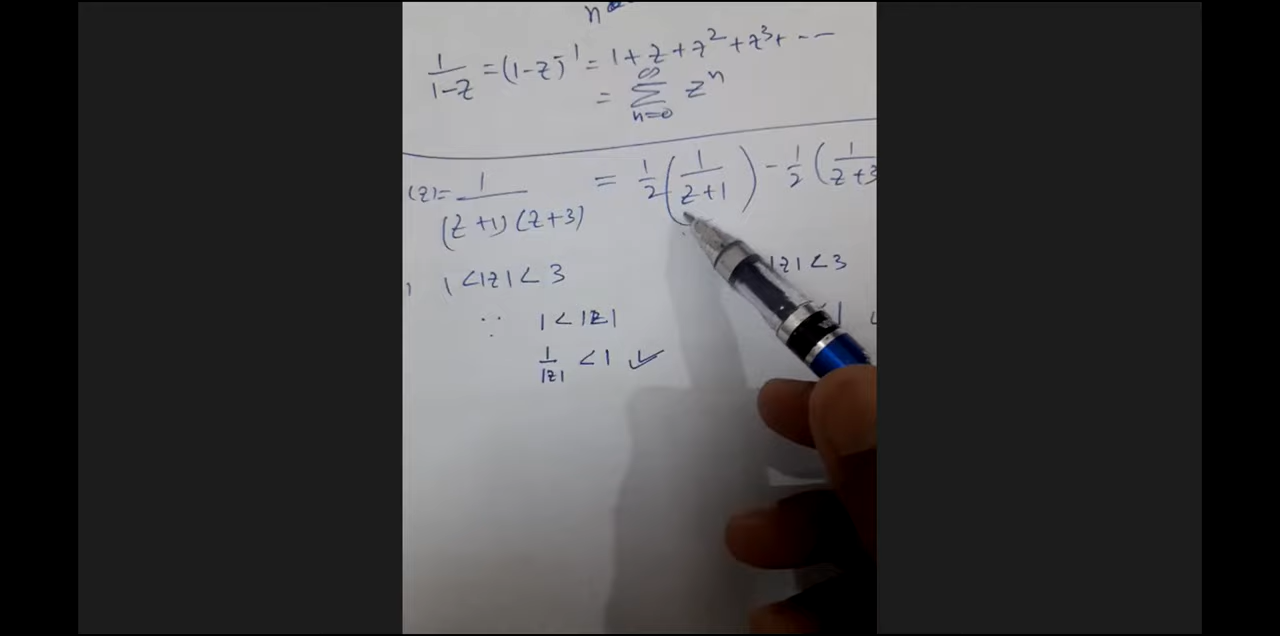 n
1/(1-z) = (1-z)^-1 = 1 + z + z^2 + z^3 + ---
= ∑_{n=0}^{∞} z^n
(z) = 1/((z+1)(z+3)) = 1/2 (1/(z+1)) - 1/2 (1/(z+3
1 < |z| < 3
|z| < 3
∵ 1 < |z|
1/|z| < 1 ✓